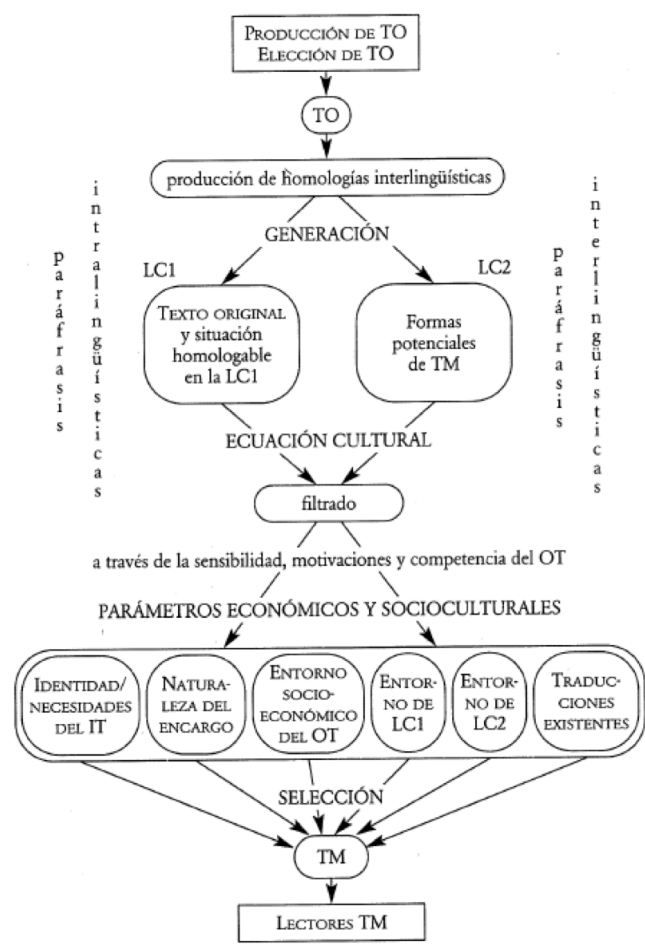 PRODUCCIÓN DE TO
ELECCIÓN DE TO
TO
producción de homologías interlingüísticas
GENERACIÓN
LC1
LC2
paráfrasis
intralingüísticas
TEXTO ORIGINAL
y situación
homologable
en la LC1
Formas
potenciales
de TM
paráfrasis
interlingüísticas
ECUACIÓN CULTURAL
filtrado
a través de la sensibilidad, motivaciones y competencia del OT
PARÁMETROS ECONÓMICOS Y SOCIOCULTURALES
IDENTIDAD/
NECESIDADES
DEL IT
NATURA-
LEZA DEL
ENCARGO
ENTORNO
SOCIO-
ECONÓMICO
DEL OT
ENTOR-
NO DE
LC1
ENTOR-
NO DE
LC2
TRADUC-
CIONES
EXISTENTES
SELECCIÓN
TM
LECTORES TM